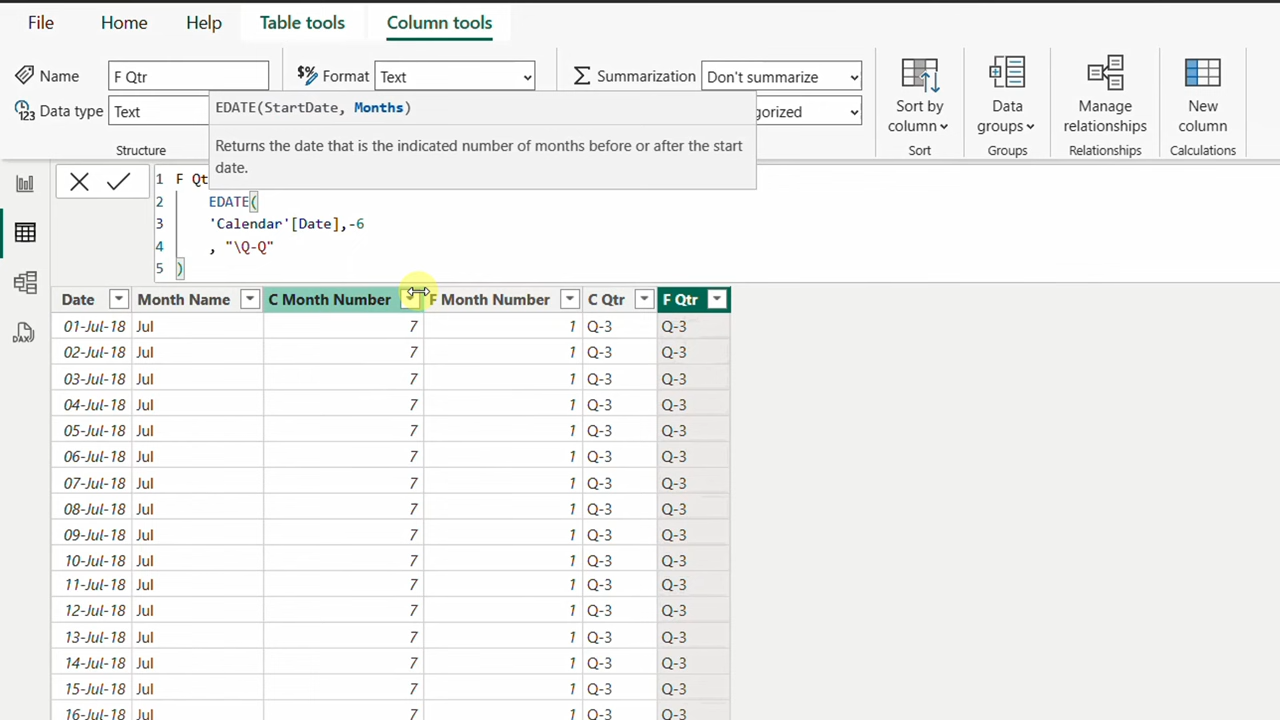 File Home Help Table tools Column tools
Name F Qtr $% Format Text Σ Summarization Don't summarize
Data type Text gorized
Sort by column Data groups Manage relationships New column
Structure Sort Groups Relationships Calculations
EDATE(StartDate, Months)
Returns the date that is the indicated number of months before or after the start
date.
1 F Qt
2 EDATE(
3 'Calendar'[Date],-6
4 , "\Q-Q"
5 )
Date Month Name C Month Number F Month Number C Qtr F Qtr
01-Jul-18 Jul 7 1 Q-3 Q-3
02-Jul-18 Jul 7 1 Q-3 Q-3
03-Jul-18 Jul 7 1 Q-3 Q-3
04-Jul-18 Jul 7 1 Q-3 Q-3
05-Jul-18 Jul 7 1 Q-3 Q-3
06-Jul-18 Jul 7 1 Q-3 Q-3
07-Jul-18 Jul 7 1 Q-3 Q-3
08-Jul-18 Jul 7 1 Q-3 Q-3
09-Jul-18 Jul 7 1 Q-3 Q-3
10-Jul-18 Jul 7 1 Q-3 Q-3
11-Jul-18 Jul 7 1 Q-3 Q-3
12-Jul-18 Jul 7 1 Q-3 Q-3
13-Jul-18 Jul 7 1 Q-3 Q-3
14-Jul-18 Jul 7 1 Q-3 Q-3
15-Jul-18 Jul 7 1 Q-3 Q-3
16-Jul-18 Jul 7 1 Q-3 Q-3